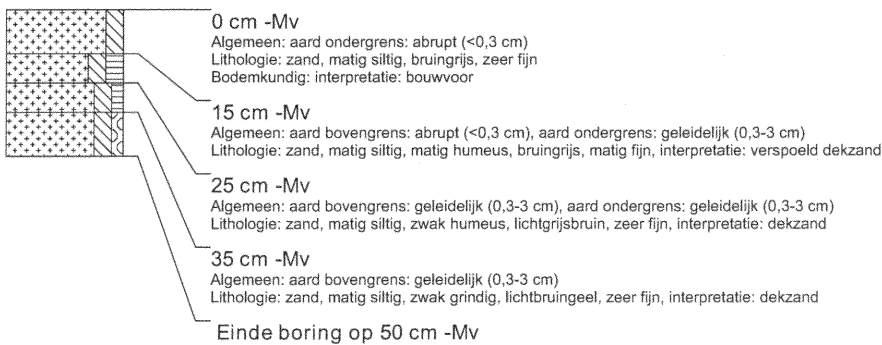 0 cm -Mv
Algemeen: aard ondergrens: abrupt (<0,3 cm)
Lithologie: zand, matig siltig, bruingrijs, zeer fijn
Bodemkundig: interpretatie: bouwvoor
15 cm -Mv
Algemeen: aard bovengrens: abrupt (<0,3 cm), aard ondergrens: geleidelijk (0,3-3 cm)
Lithologie: zand, matig siltig, matig humeus, bruingrijs, matig fijn, interpretatie: verspoeld dekzand
25 cm -Mv
Algemeen: aard bovengrens: geleidelijk (0,3-3 cm), aard ondergrens: geleidelijk (0,3-3 cm)
Lithologie: zand, matig siltig, zwak humeus, lichtgrijsbruin, zeer fijn, interpretatie: dekzand
35 cm -Mv
Algemeen: aard bovengrens: geleidelijk (0,3-3 cm)
Lithologie: zand, matig siltig, zwak grindig, lichtbruingeel, zeer fijn, interpretatie: dekzand
Einde boring op 50 cm -Mv